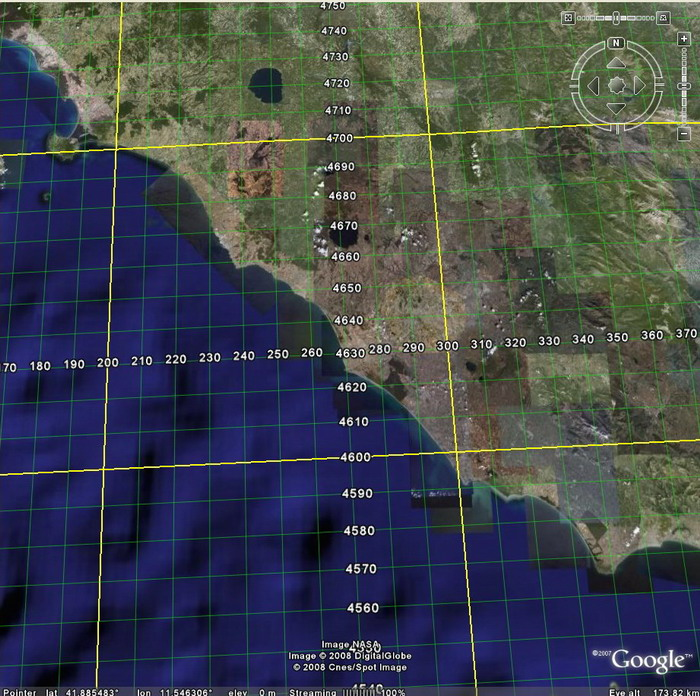 4750
4740
4730
4720
4710
4700
4690
4680
4670
4660
4650
4640
70 180 190 200 210 220 230 240 250 260 4630 280 290 300 310 320 330 340 350 360 370
4620
4610
4600
4590
4580
4570
4560
N
Image NASA
Image © 2008 DigitalGlobe
© 2008 Cnes/Spot Image
©2007 Google™
Pointer lat 41.885483° lon 11.546306° elev 0 m Streaming |||||||||| 100% Eye alt 173.82 km